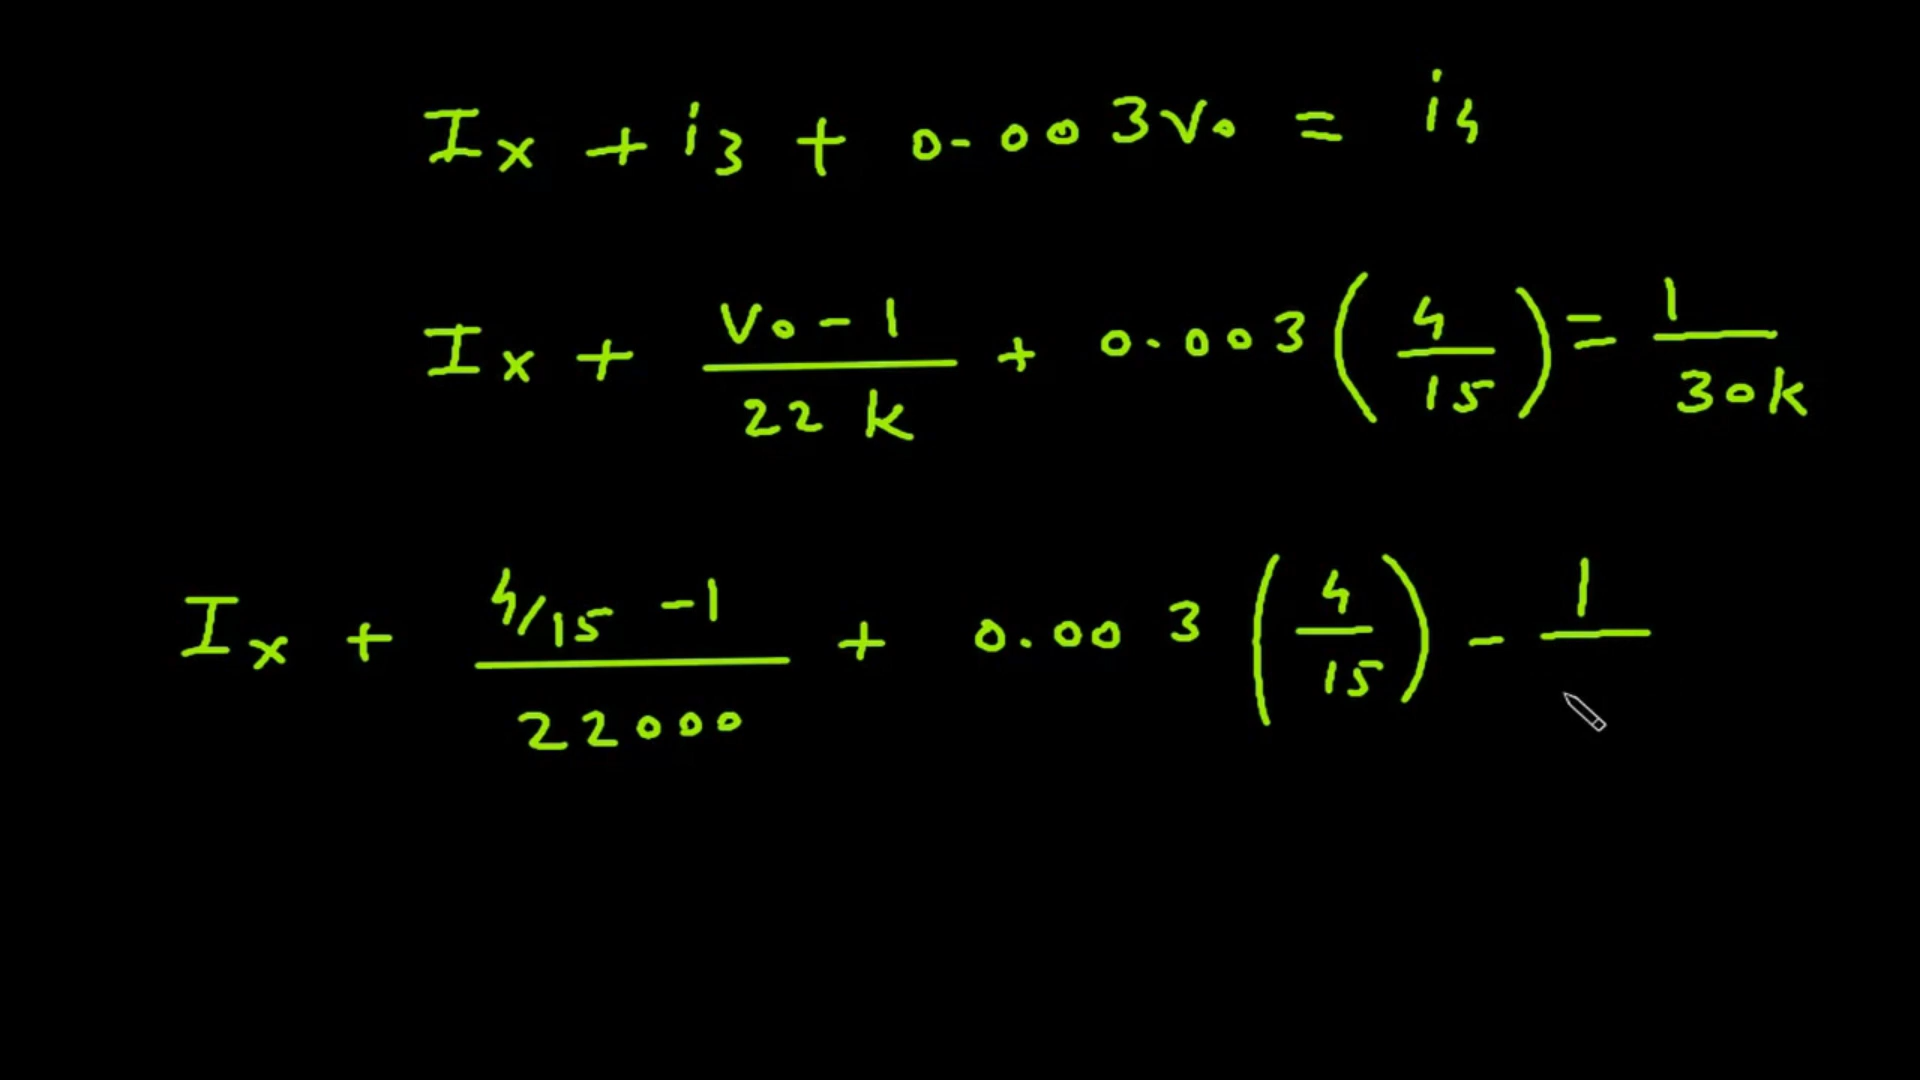 Ix + i3 + 0.003V0 = i4
Ix + (V0 - 1)/(22 k) + 0.003 (4/15) = 1/(30k)
Ix + (4/15 - 1)/22000 + 0.003 (4/15) - 1/